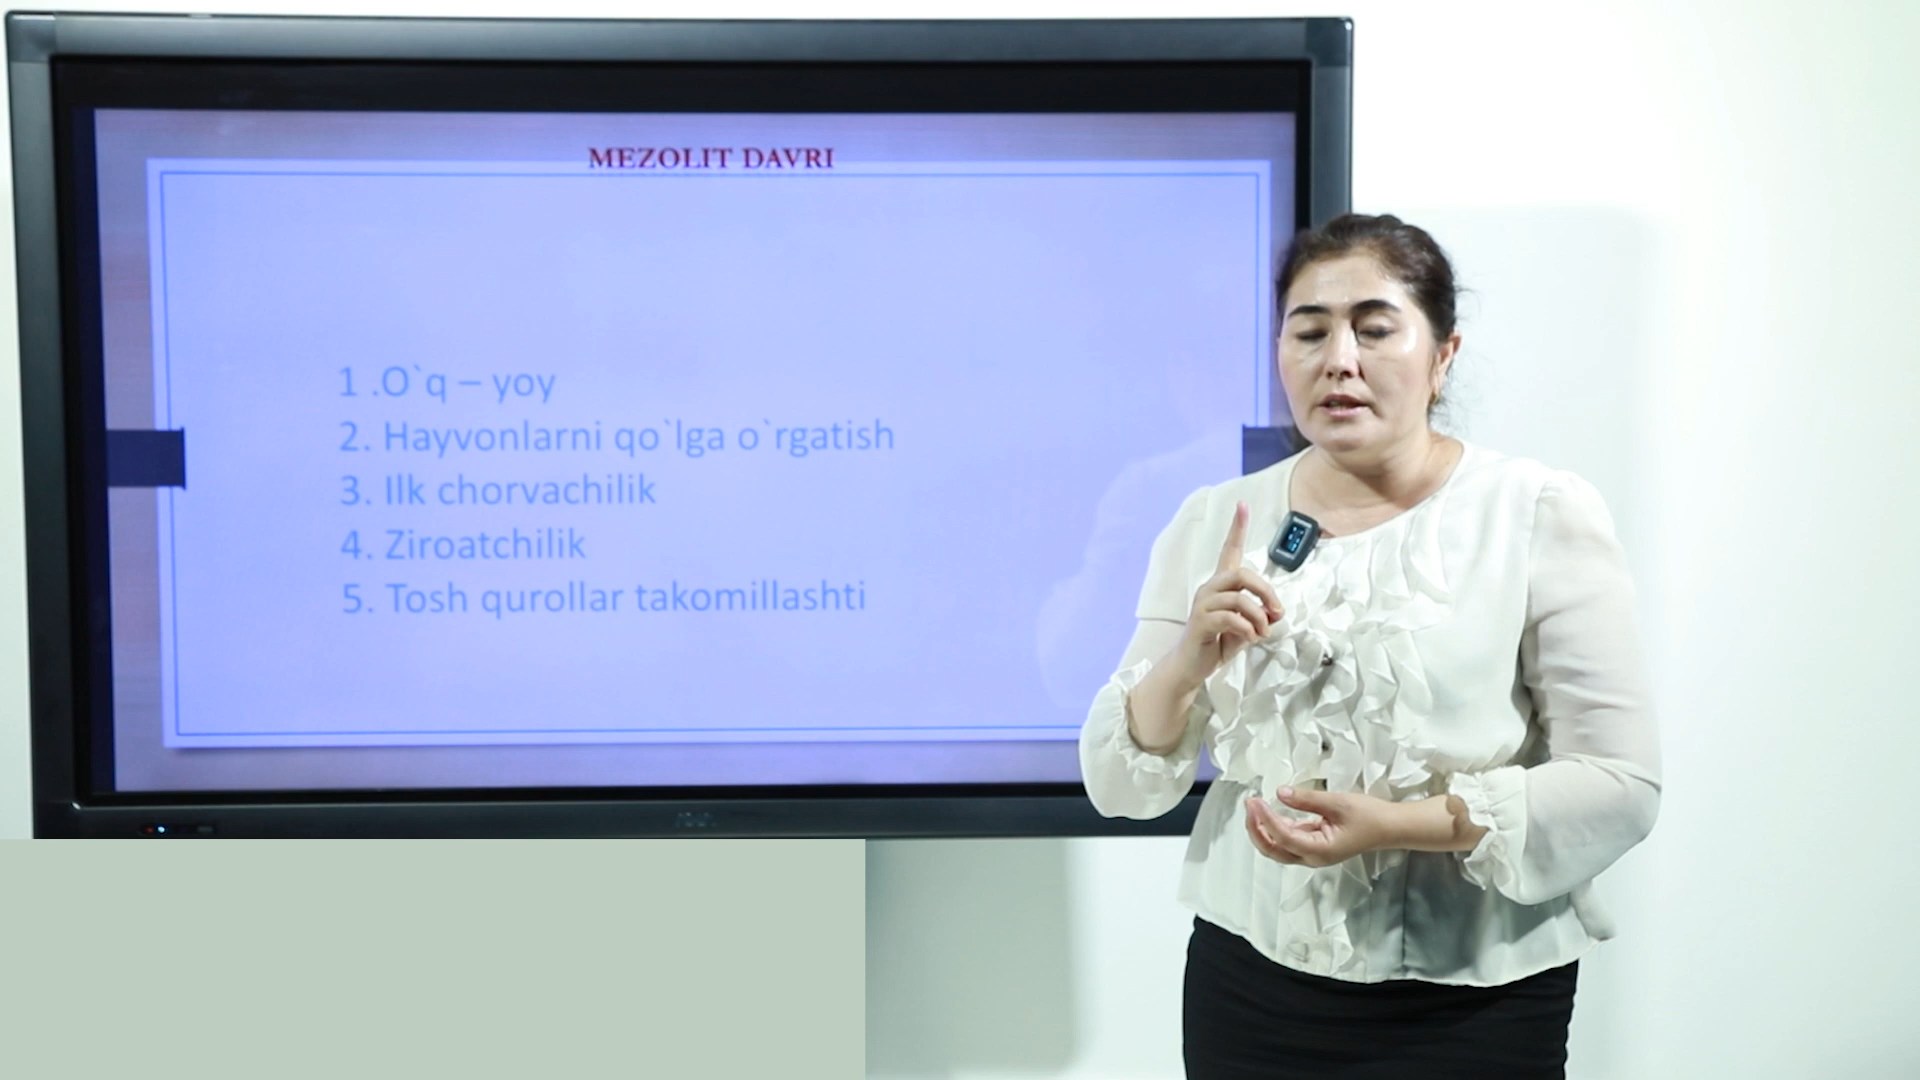 MEZOLIT DAVRI
1 .O`q – yoy
2. Hayvonlarni qo`lga o`rgatish
3. Ilk chorvachilik
4. Ziroatchilik
5. Tosh qurollar takomillashti